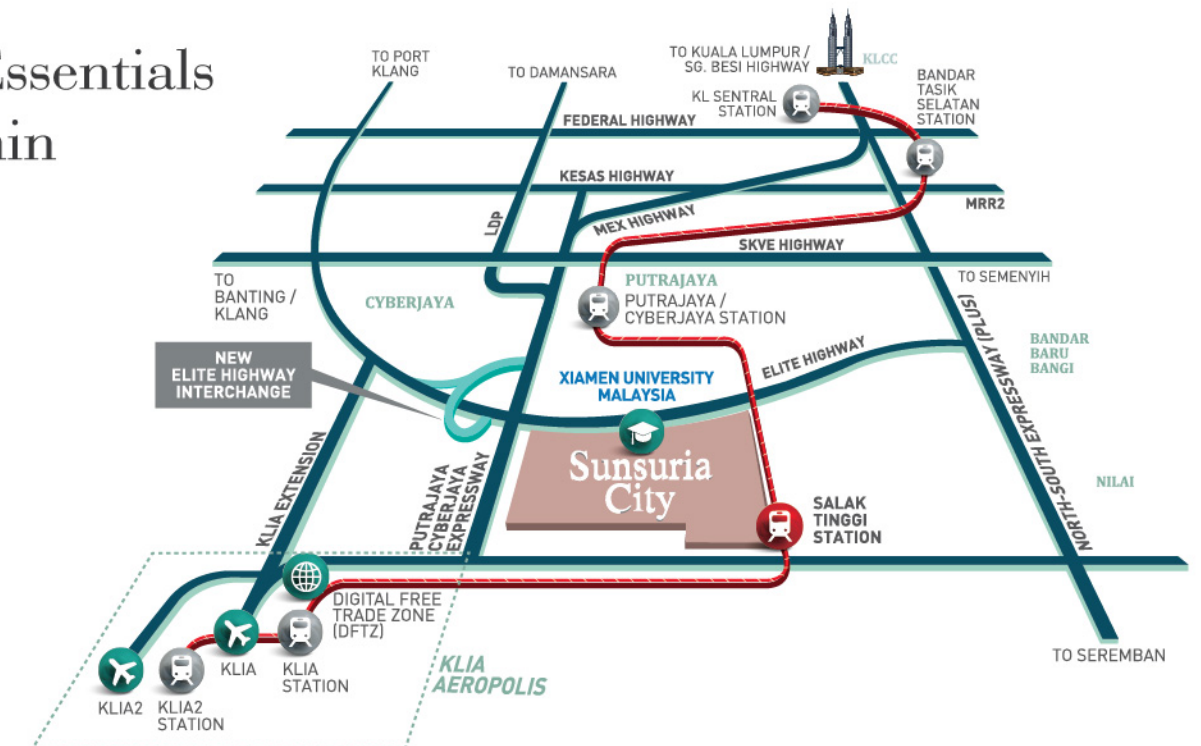 Essentials
TO PORT
KLANG
TO DAMANSARA
TO KUALA LUMPUR /
SG. BESI HIGHWAY
KLCC
KL SENTRAL
STATION
BANDAR
TASIK
SELATAN
STATION
FEDERAL HIGHWAY
KESAS HIGHWAY
MRR2
LDP
MEX HIGHWAY
SKVE HIGHWAY
TO
BANTING /
KLANG
CYBERJAYA
PUTRAJAYA
PUTRAJAYA /
CYBERJAYA STATION
TO SEMENYIH
NEW
ELITE HIGHWAY
INTERCHANGE
XIAMEN UNIVERSITY
MALAYSIA
ELITE HIGHWAY
BANDAR
BARU
BANGI
NORTH-SOUTH EXPRESSWAY (PLUS)
KLIA EXTENSION
PUTRAJAYA
CYBERJAYA
EXPRESSWAY
Sunsuria
City
SALAK
TINGGI
STATION
NILAI
DIGITAL FREE
TRADE ZONE
(DFTZ)
KLIA
KLIA
STATION
KLIA2
KLIA2
STATION
KLIA
AEROPOLIS
TO SEREMBAN